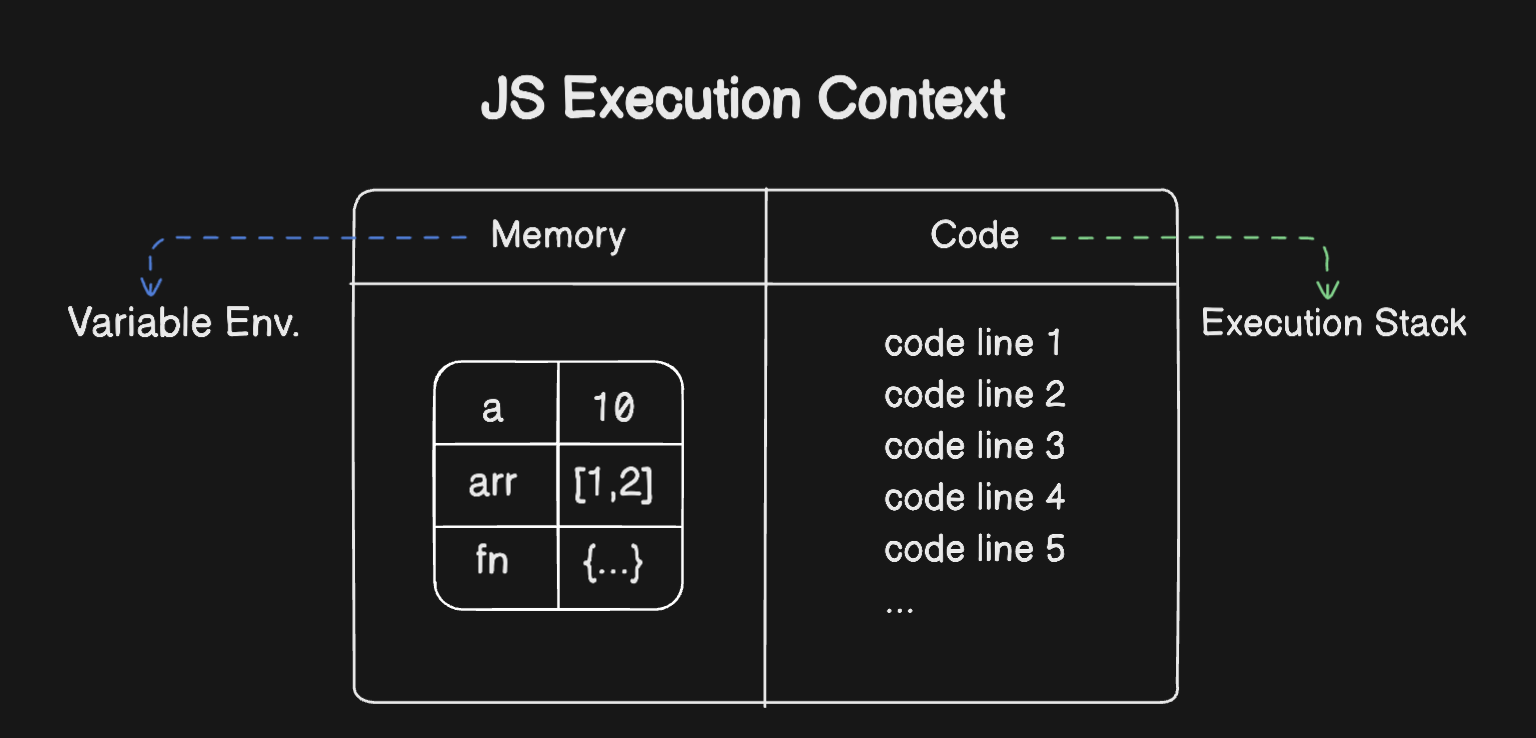 JS Execution Context
Memory
Code
Variable Env.
Execution Stack
a 10
arr [1,2]
fn {...}
code line 1
code line 2
code line 3
code line 4
code line 5
...